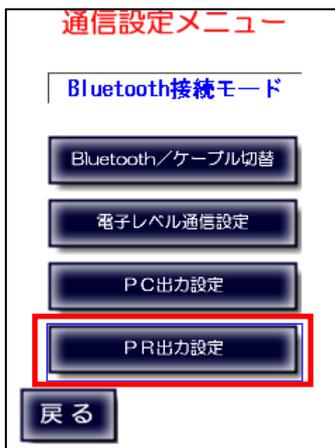 通信設定メニュー
Bluetooth接続モード
Bluetooth／ケーブル切替
電子レベル通信設定
ＰＣ出力設定
ＰＲ出力設定
戻る